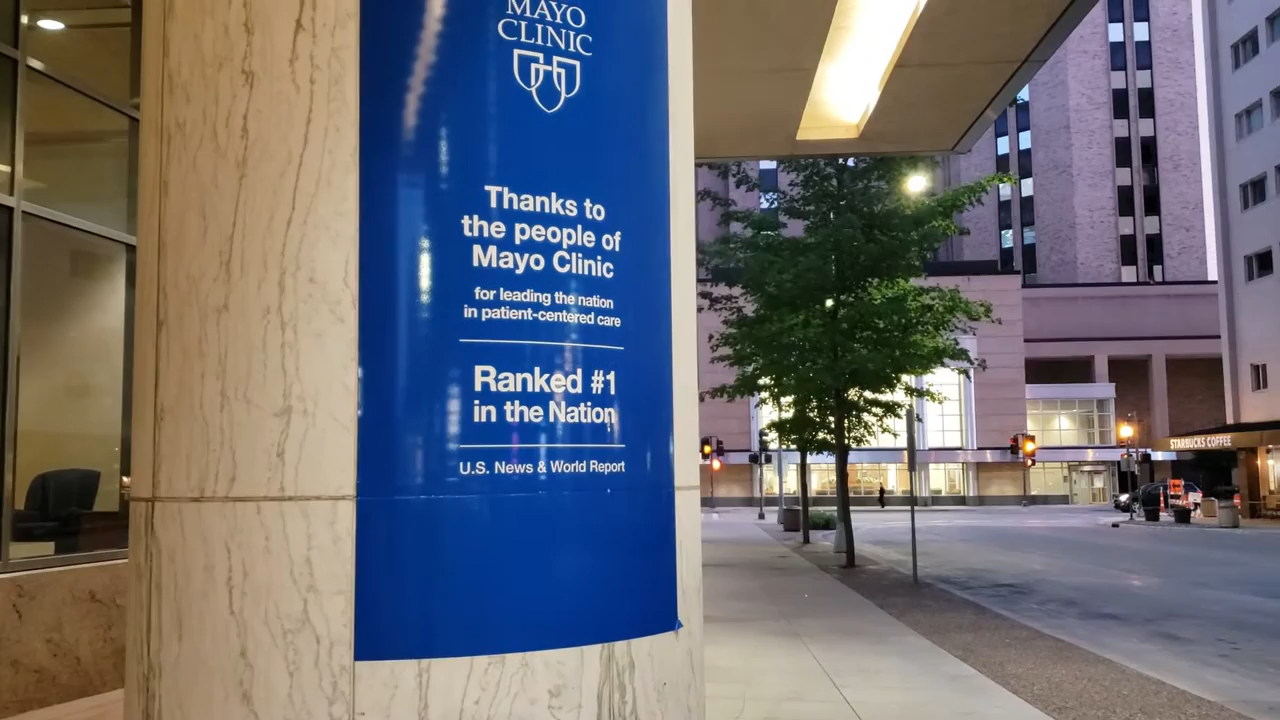 MAYO
CLINIC
Thanks to
the people of
Mayo Clinic
for leading the nation
in patient-centered care
Ranked #1
in the Nation
U.S. News & World Report
STARBUCKS COFFEE